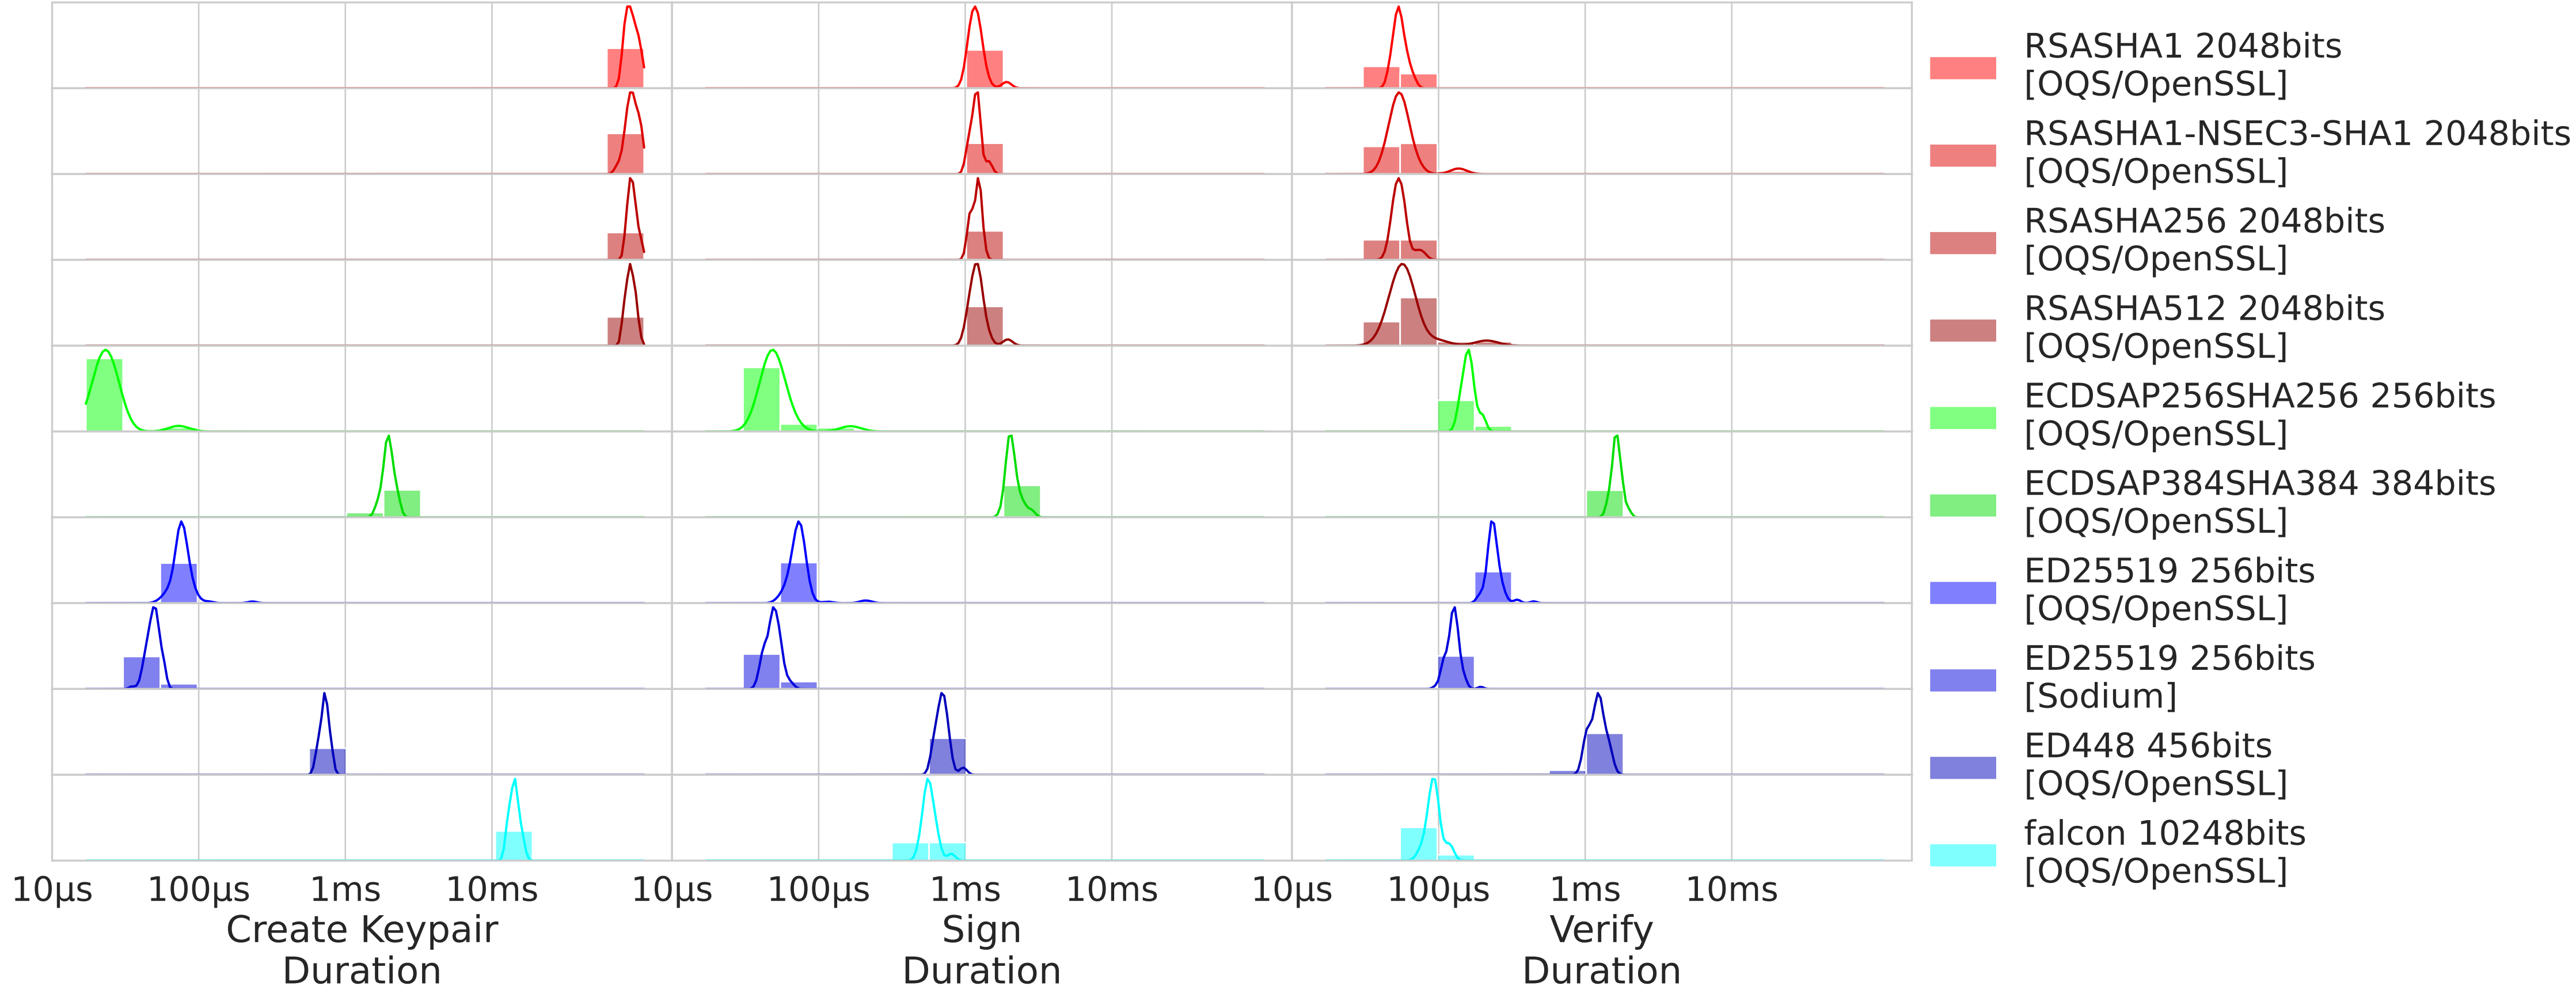 RSASHA1 2048bits
[OQS/OpenSSL]
RSASHA1-NSEC3-SHA1 2048bits
[OQS/OpenSSL]
RSASHA256 2048bits
[OQS/OpenSSL]
RSASHA512 2048bits
[OQS/OpenSSL]
ECDSAP256SHA256 256bits
[OQS/OpenSSL]
ECDSAP384SHA384 384bits
[OQS/OpenSSL]
ED25519 256bits
[OQS/OpenSSL]
ED25519 256bits
[Sodium]
ED448 456bits
[OQS/OpenSSL]
falcon 10248bits
[OQS/OpenSSL]
10µs 100µs 1ms 10ms 10µs 100µs 1ms 10ms 10µs 100µs 1ms 10ms
Create Keypair
Duration
Sign
Duration
Verify
Duration